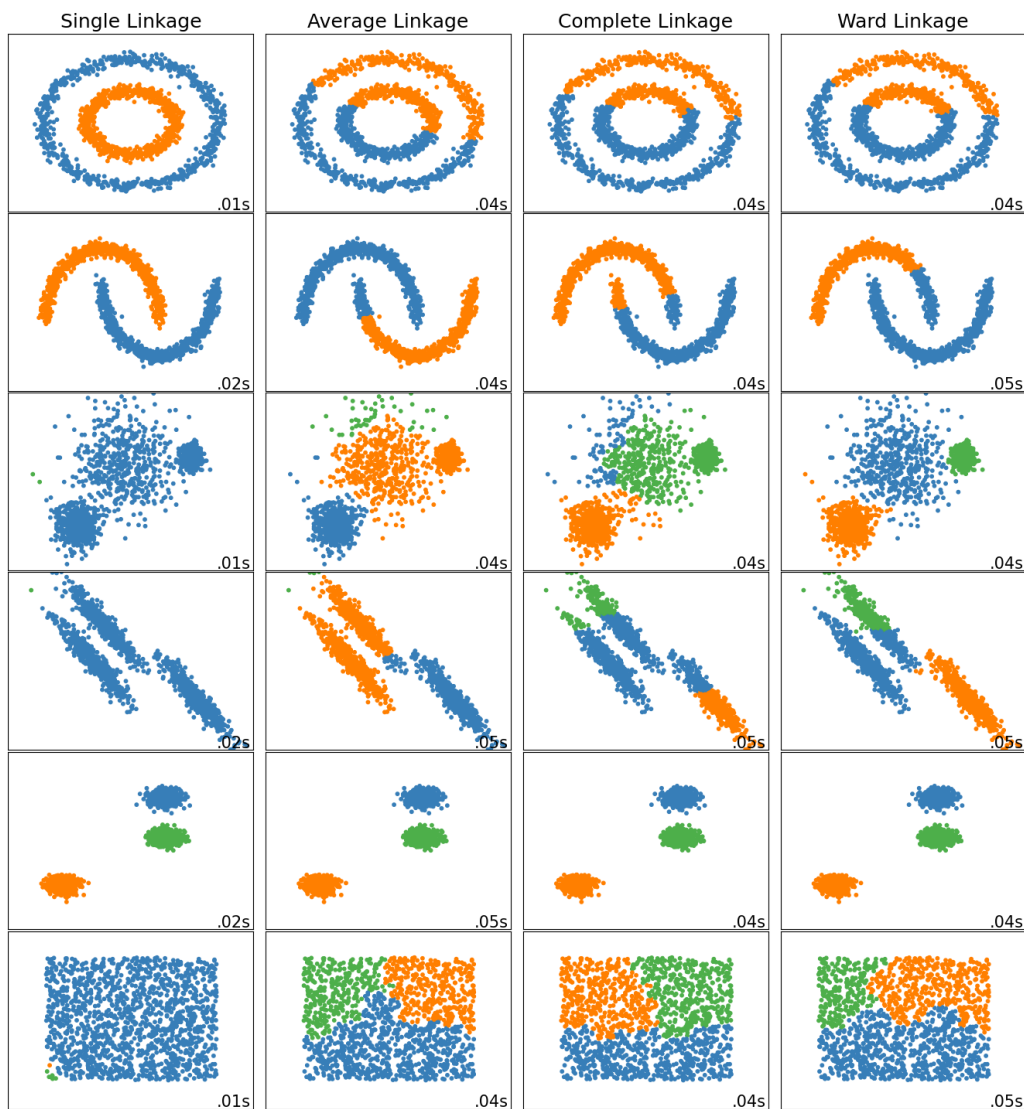 Single Linkage Average Linkage Complete Linkage Ward Linkage
.01s .04s .04s .04s
.02s .04s .04s .05s
.01s .04s .04s .04s
.02s .05s .05s .05s
.02s .05s .04s .04s
.01s .04s .04s .05s